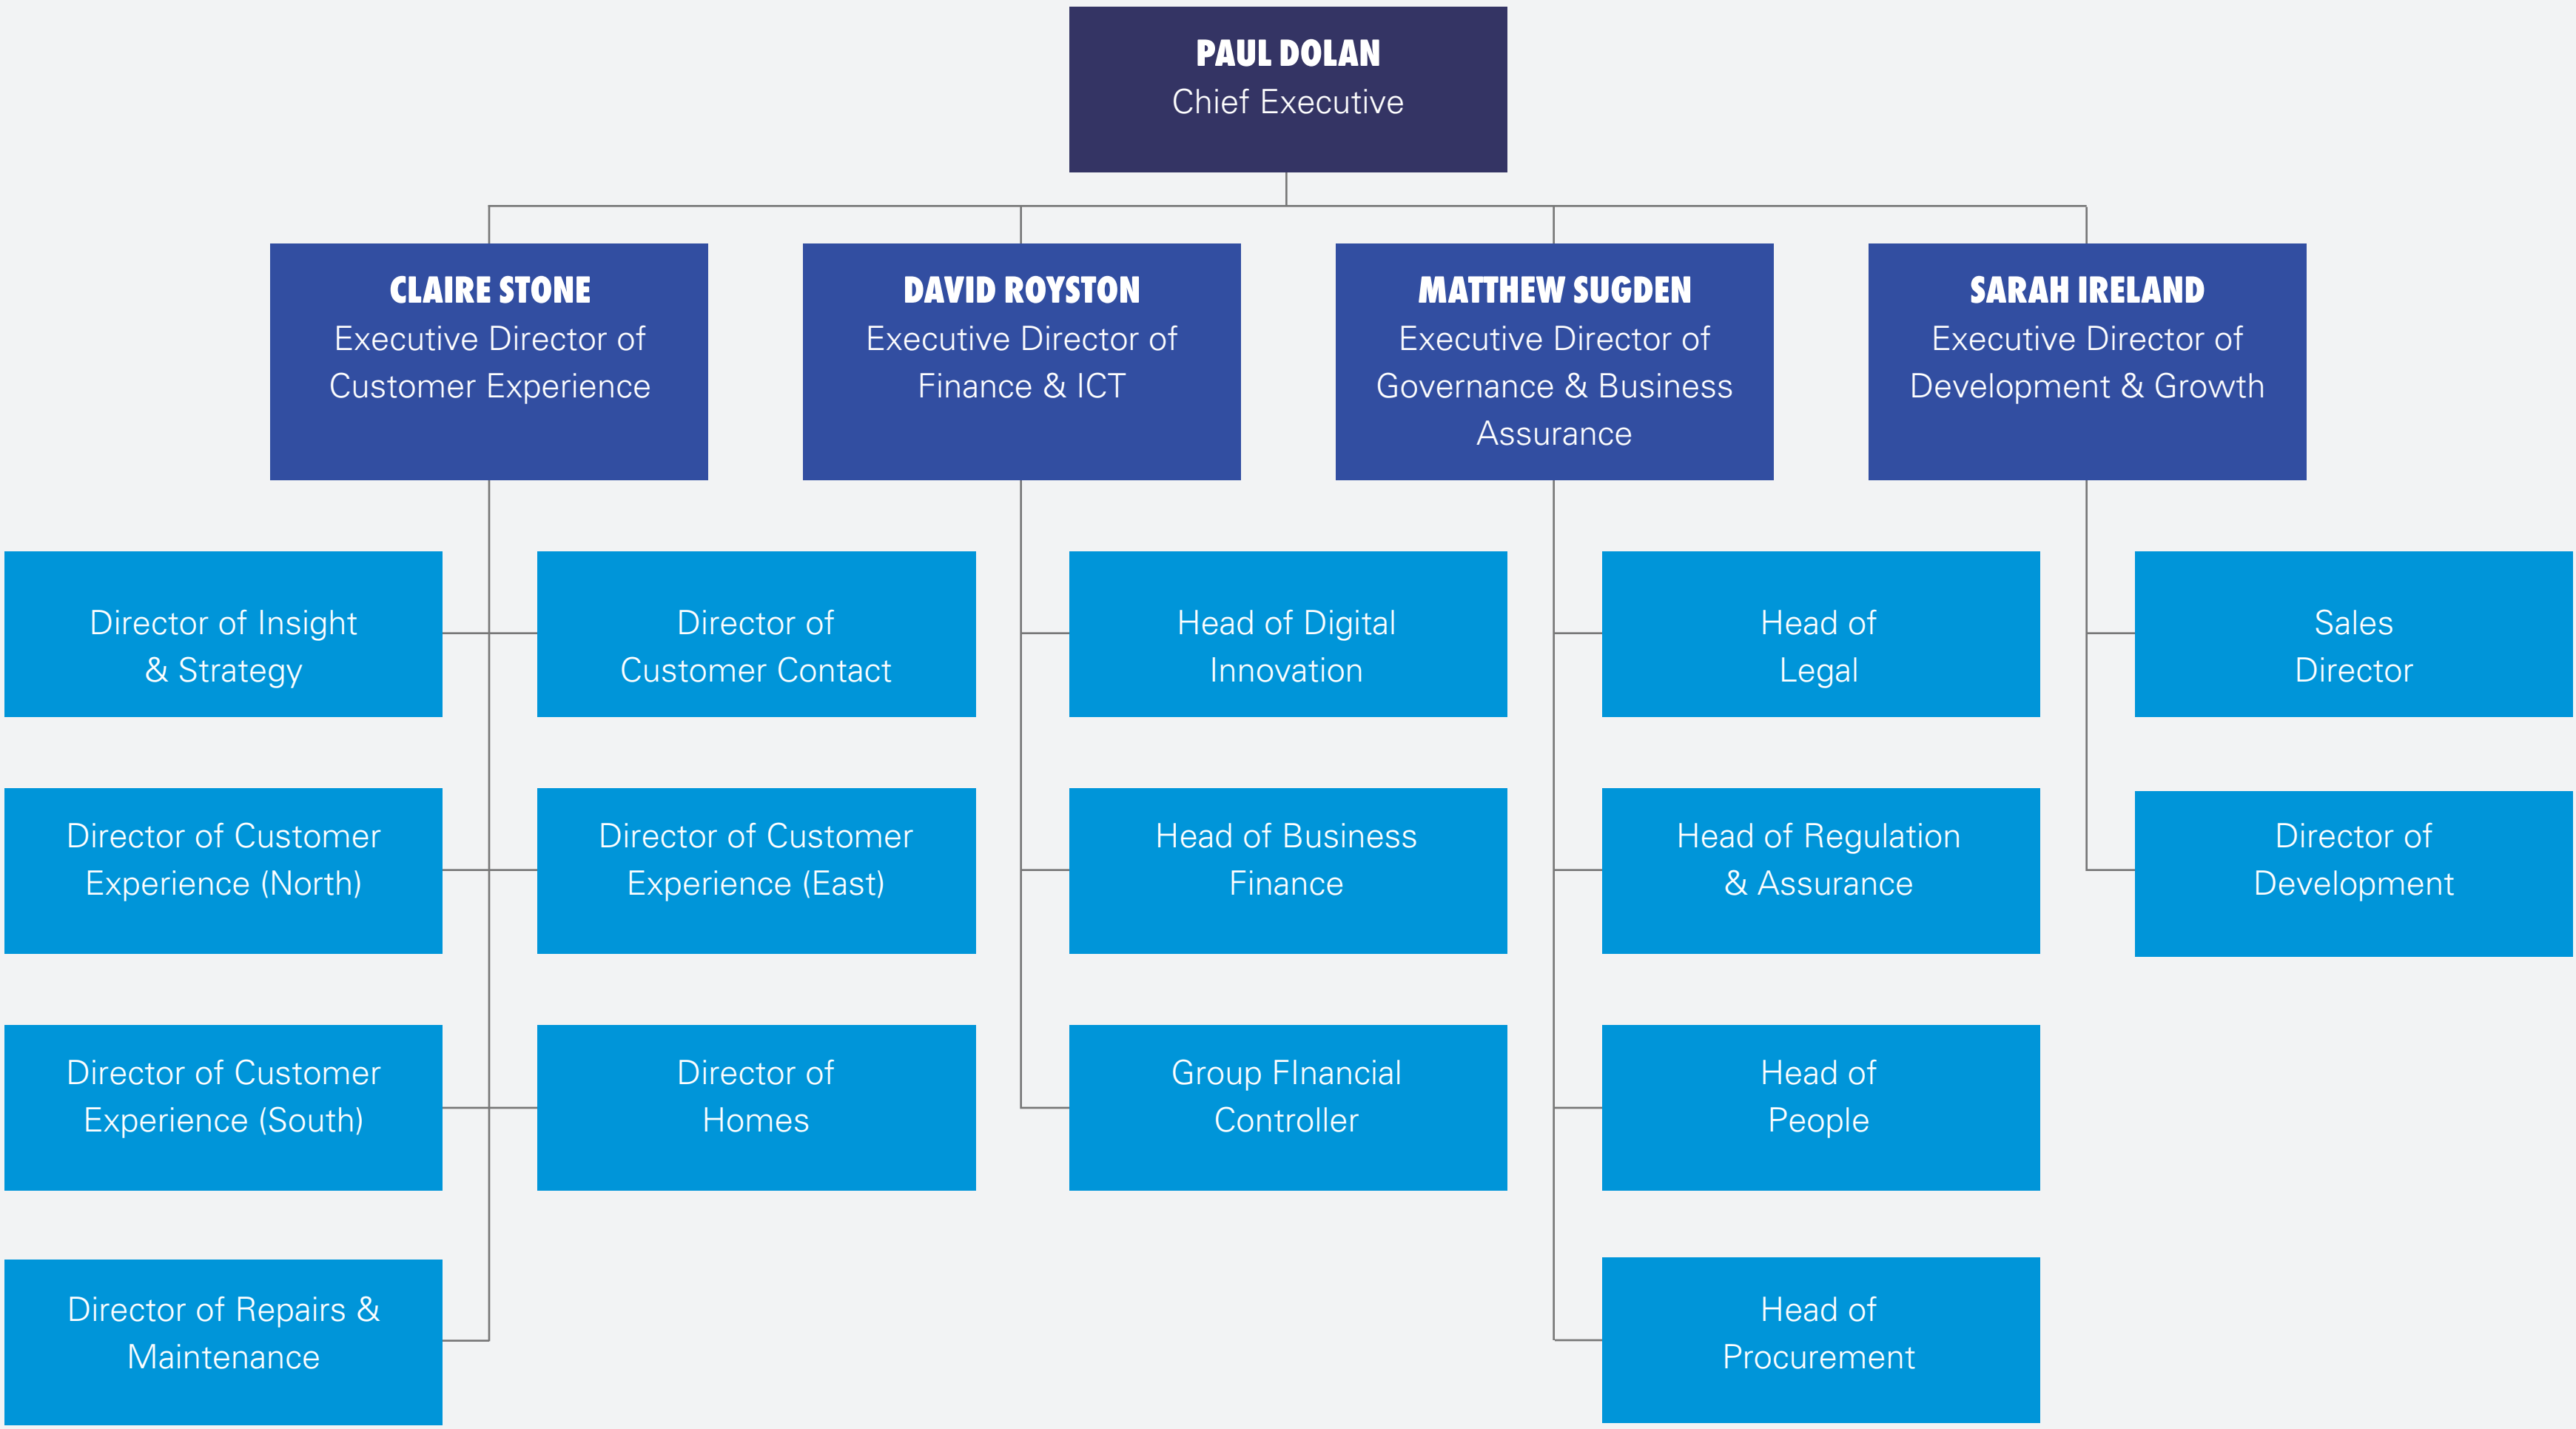 PAUL DOLAN
Chief Executive
CLAIRE STONE
Executive Director of
Customer Experience
DAVID ROYSTON
Executive Director of
Finance & ICT
MATTHEW SUGDEN
Executive Director of
Governance & Business
Assurance
SARAH IRELAND
Executive Director of
Development & Growth
Director of Insight
& Strategy
Director of
Customer Contact
Head of Digital
Innovation
Head of
Legal
Sales
Director
Director of Customer
Experience (North)
Director of Customer
Experience (East)
Head of Business
Finance
Head of Regulation
& Assurance
Director of
Development
Director of Customer
Experience (South)
Director of
Homes
Group FInancial
Controller
Head of
People
Director of Repairs &
Maintenance
Head of
Procurement